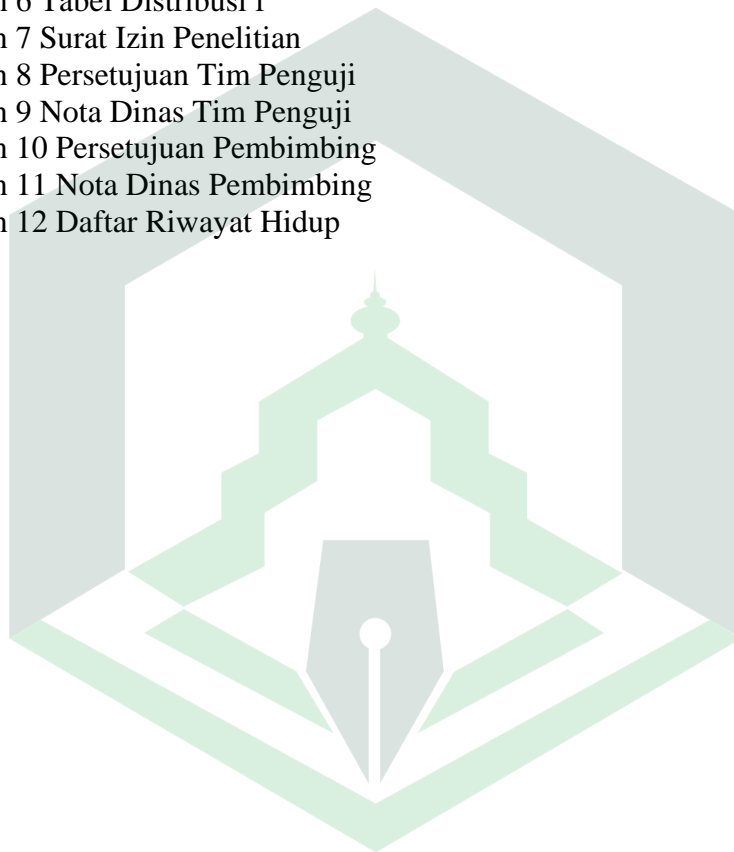 n 6 Tabel Distribusi
n 7 Surat Izin Penelitian
n 8 Persetujuan Tim Penguji
n 9 Nota Dinas Tim Penguji
n 10 Persetujuan Pembimbing
n 11 Nota Dinas Pembimbing
n 12 Daftar Riwayat Hidup